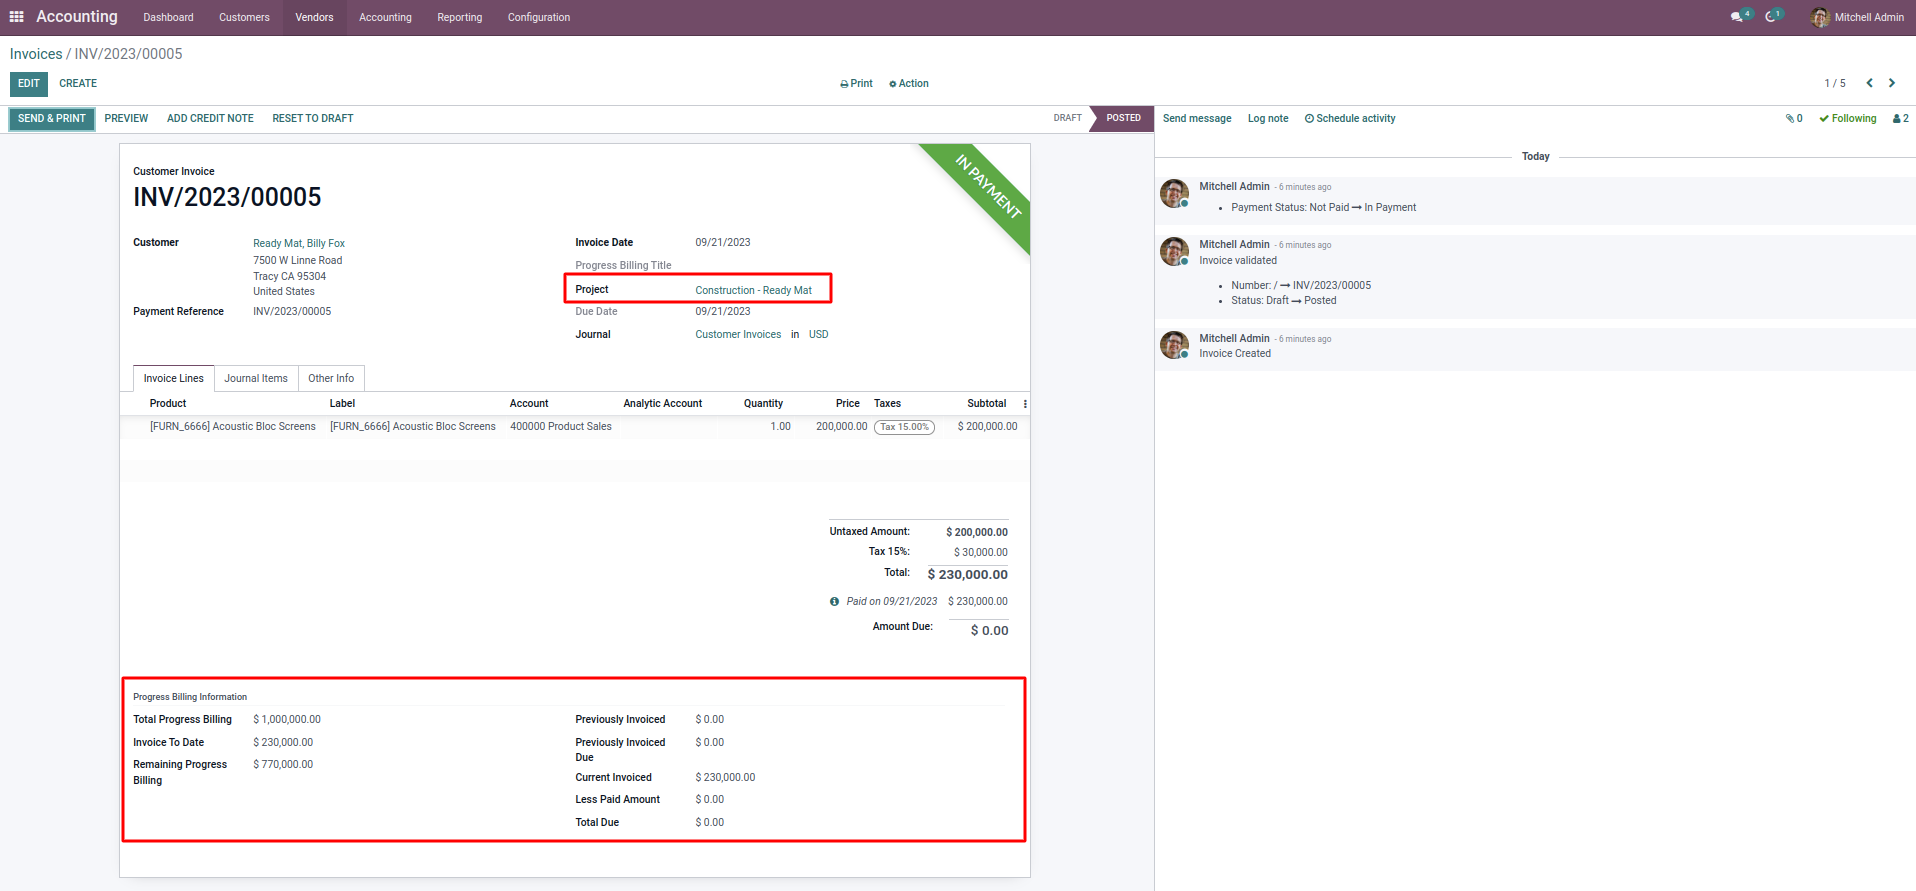 Accounting Dashboard Customers Vendors Accounting Reporting Configuration 4 1 Mitchell Admin
Invoices / INV/2023/00005
EDIT CREATE Print Action 1 / 5
SEND & PRINT PREVIEW ADD CREDIT NOTE RESET TO DRAFT DRAFT POSTED
Send message Log note Schedule activity 0 Following 2
IN PAYMENT
Customer Invoice
INV/2023/00005
Customer Ready Mat, Billy Fox
7500 W Linne Road
Tracy CA 95304
United States
Payment Reference INV/2023/00005
Invoice Date 09/21/2023
Progress Billing Title
Project Construction - Ready Mat
Due Date 09/21/2023
Journal Customer Invoices in USD
Invoice Lines Journal Items Other Info
Product Label Account Analytic Account Quantity Price Taxes Subtotal
[FURN_6666] Acoustic Bloc Screens [FURN_6666] Acoustic Bloc Screens 400000 Product Sales 1.00 200,000.00 Tax 15.00% $ 200,000.00
Untaxed Amount: $ 200,000.00
Tax 15%: $ 30,000.00
Total: $ 230,000.00
Paid on 09/21/2023 $ 230,000.00
Amount Due: $ 0.00
Progress Billing Information
Total Progress Billing $ 1,000,000.00
Invoice To Date $ 230,000.00
Remaining Progress $ 770,000.00
Billing
Previously Invoiced $ 0.00
Previously Invoiced $ 0.00
Due
Current Invoiced $ 230,000.00
Less Paid Amount $ 0.00
Total Due $ 0.00
Today
Mitchell Admin - 6 minutes ago
• Payment Status: Not Paid → In Payment
Mitchell Admin - 6 minutes ago
Invoice validated
• Number: / → INV/2023/00005
• Status: Draft → Posted
Mitchell Admin - 6 minutes ago
Invoice Created